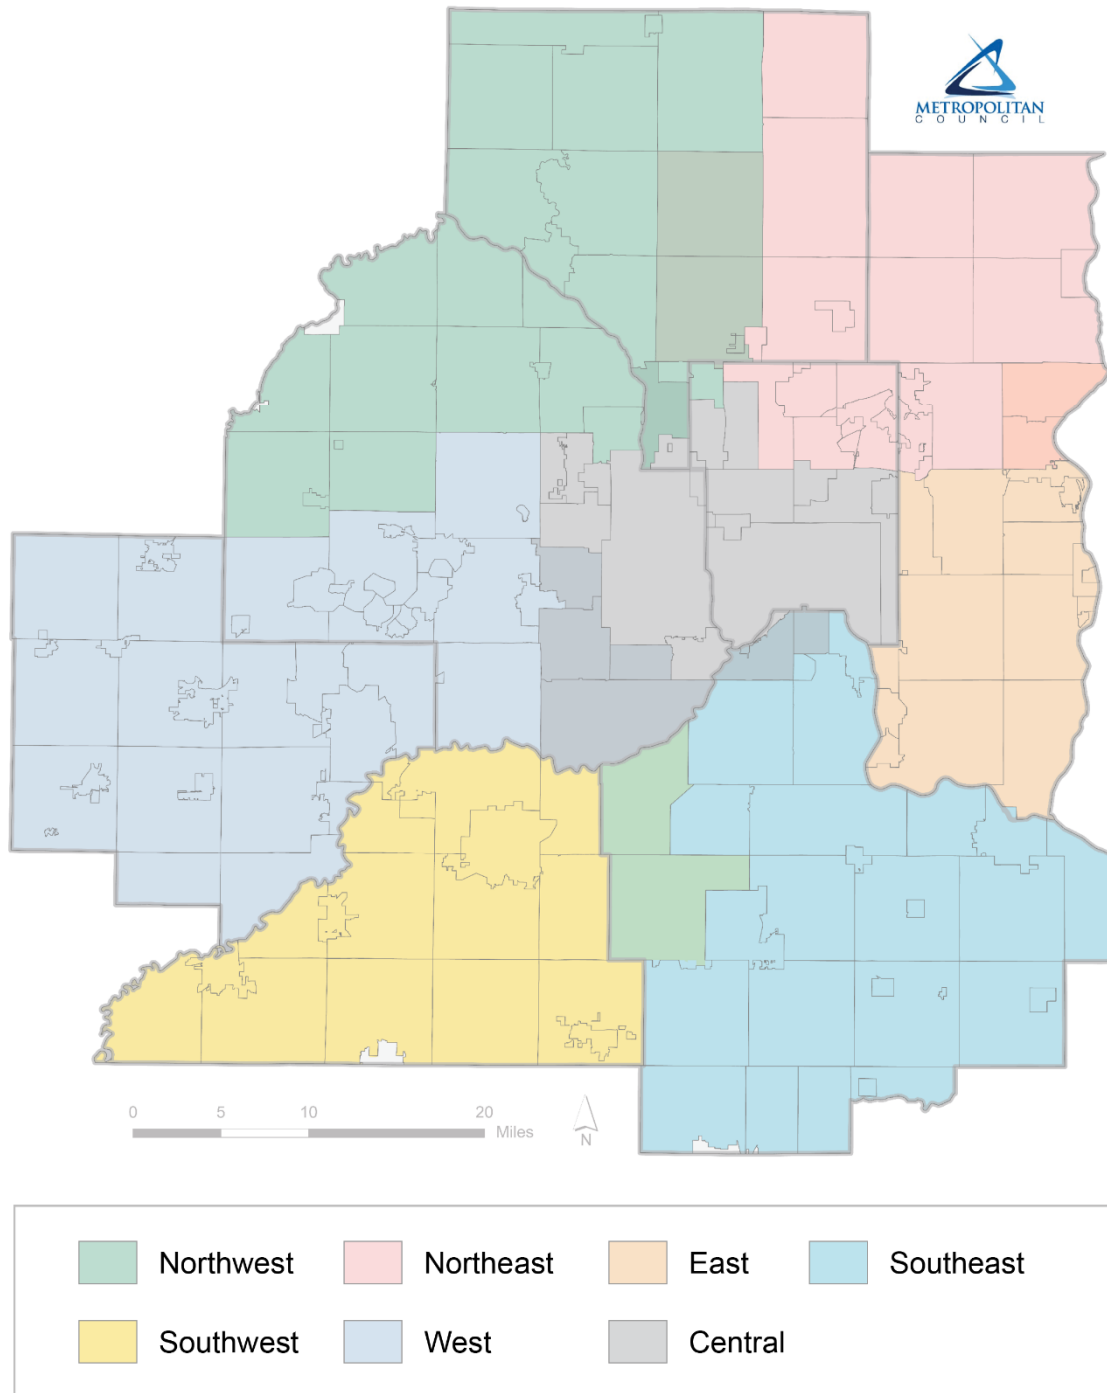 METROPOLITAN
COUNCIL
0 5 10 20
Miles
N
Northwest Northeast East Southeast
Southwest West Central